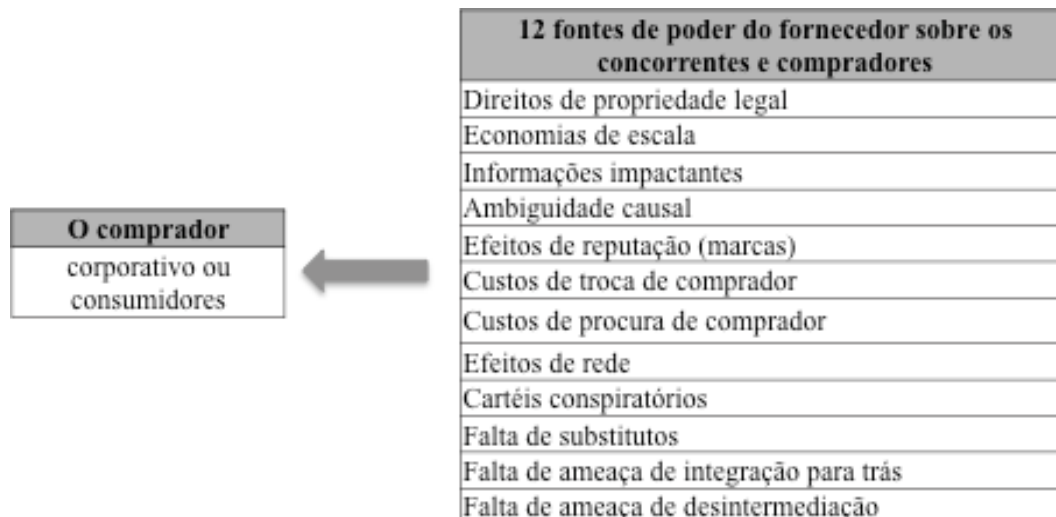 12 fontes de poder do fornecedor sobre os
concorrentes e compradores
Direitos de propriedade legal
Economias de escala
Informações impactantes
Ambiguidade causal
Efeitos de reputação (marcas)
Custos de troca de comprador
Custos de procura de comprador
Efeitos de rede
Cartéis conspiratórios
Falta de substitutos
Falta de ameaça de integração para trás
Falta de ameaça de desintermediação
O comprador
corporativo ou
consumidores